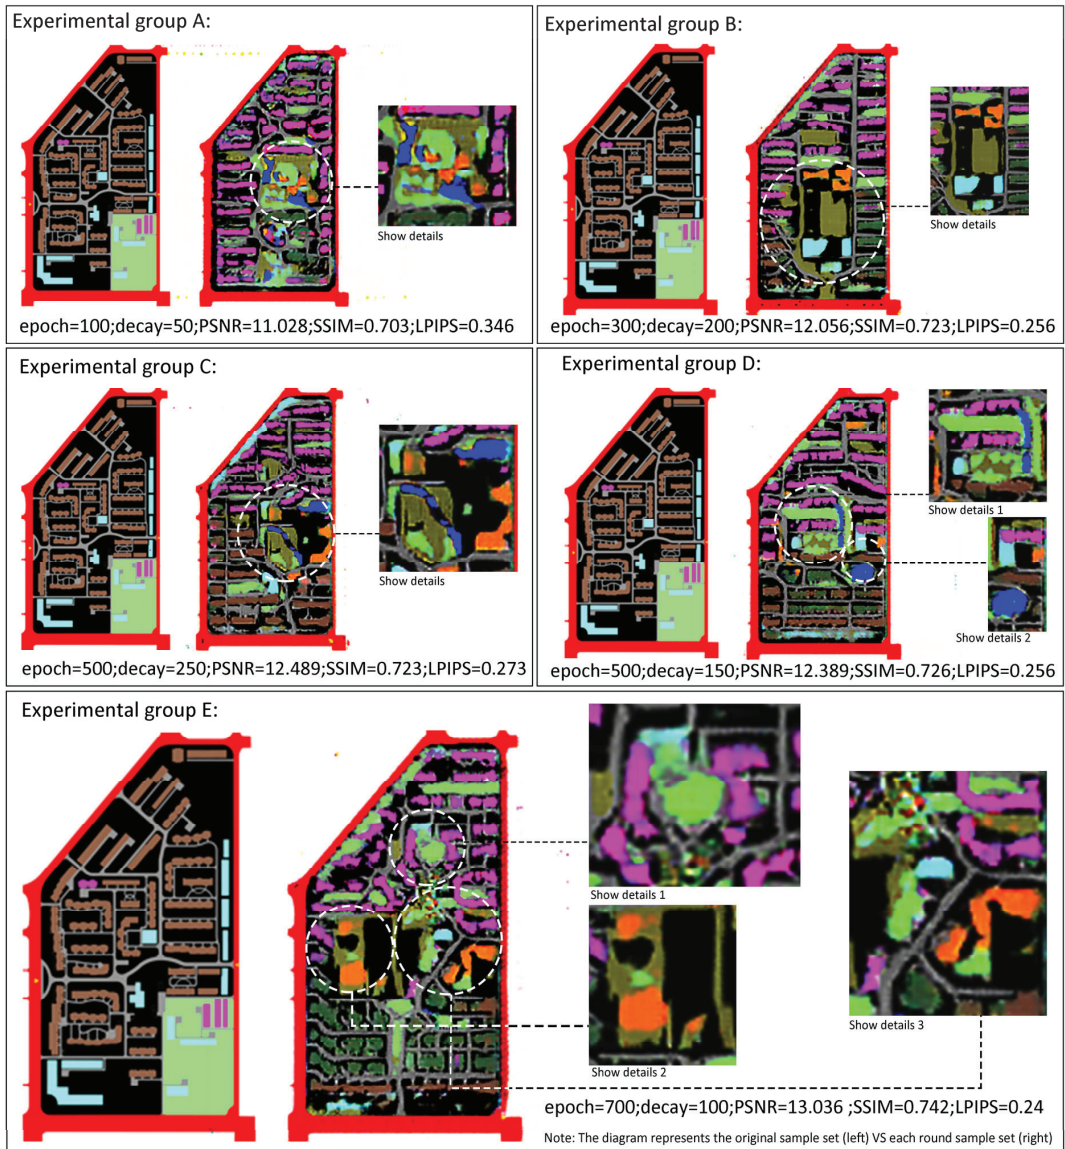 Experimental group A:
Show details
epoch=100;decay=50;PSNR=11.028;SSIM=0.703;LPIPS=0.346
Experimental group B:
Show details
epoch=300;decay=200;PSNR=12.056;SSIM=0.723;LPIPS=0.256
Experimental group C:
Show details
epoch=500;decay=250;PSNR=12.489;SSIM=0.723;LPIPS=0.273
Experimental group D:
Show details 1
Show details 2
epoch=500;decay=150;PSNR=12.389;SSIM=0.726;LPIPS=0.256
Experimental group E:
Show details 1
Show details 2
Show details 3
epoch=700;decay=100;PSNR=13.036 ;SSIM=0.742;LPIPS=0.24
Note: The diagram represents the original sample set (left) VS each round sample set (right)